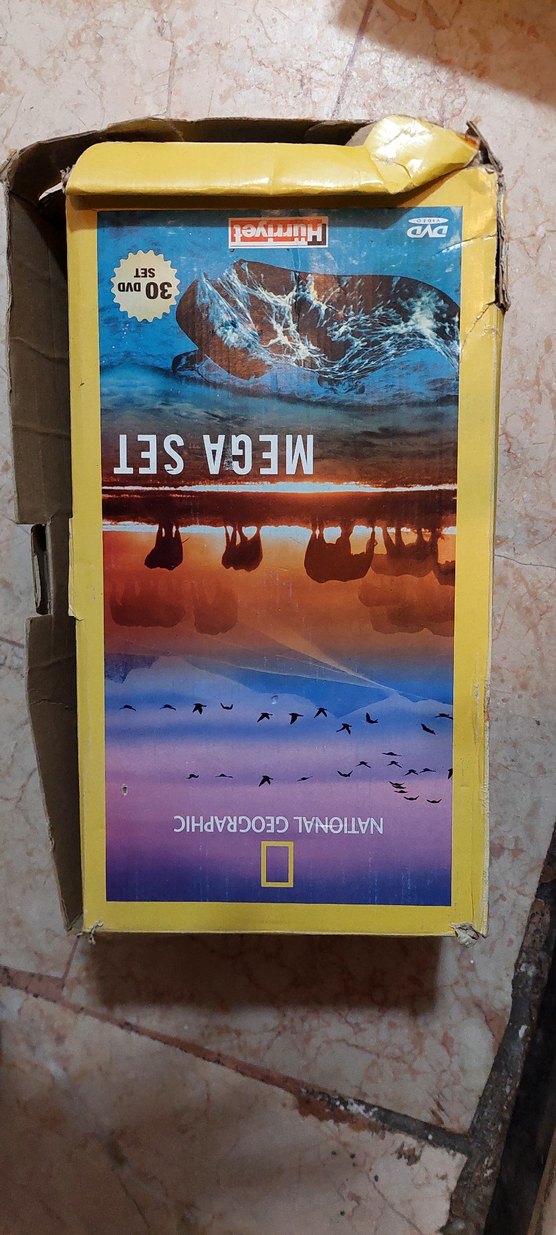 NATIONAL GEOGRAPHIC
MEGA SET
30 DVD
SET
DVD
VIDEO
Hürriyet